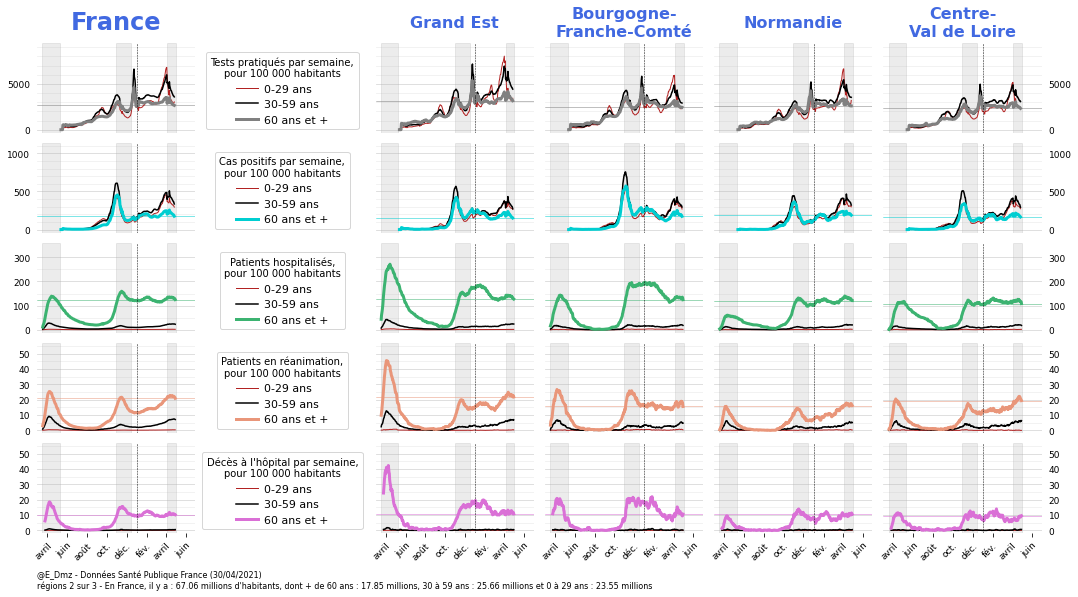 France
Grand Est
Bourgogne-
Franche-Comté
Normandie
Centre-
Val de Loire
5000
0
Tests pratiqués par semaine,
pour 100 000 habitants
0-29 ans
30-59 ans
60 ans et +
5000
0
1000
500
0
Cas positifs par semaine,
pour 100 000 habitants
0-29 ans
30-59 ans
60 ans et +
1000
500
0
300
200
100
0
Patients hospitalisés,
pour 100 000 habitants
0-29 ans
30-59 ans
60 ans et +
300
200
100
0
50
40
30
20
10
0
Patients en réanimation,
pour 100 000 habitants
0-29 ans
30-59 ans
60 ans et +
50
40
30
20
10
0
50
40
30
20
10
0
Décès à l'hôpital par semaine,
pour 100 000 habitants
0-29 ans
30-59 ans
60 ans et +
50
40
30
20
10
0
avril juin août oct. déc. fév. avril juin
avril juin août oct. déc. fév. avril juin
avril juin août oct. déc. fév. avril juin
avril juin août oct. déc. fév. avril juin
avril juin août oct. déc. fév. avril juin
@E_Dmz - Données Santé Publique France (30/04/2021)
régions 2 sur 3 - En France, il y a : 67.06 millions d'habitants, dont + de 60 ans : 17.85 millions, 30 à 59 ans : 25.66 millions et 0 à 29 ans : 23.55 millions